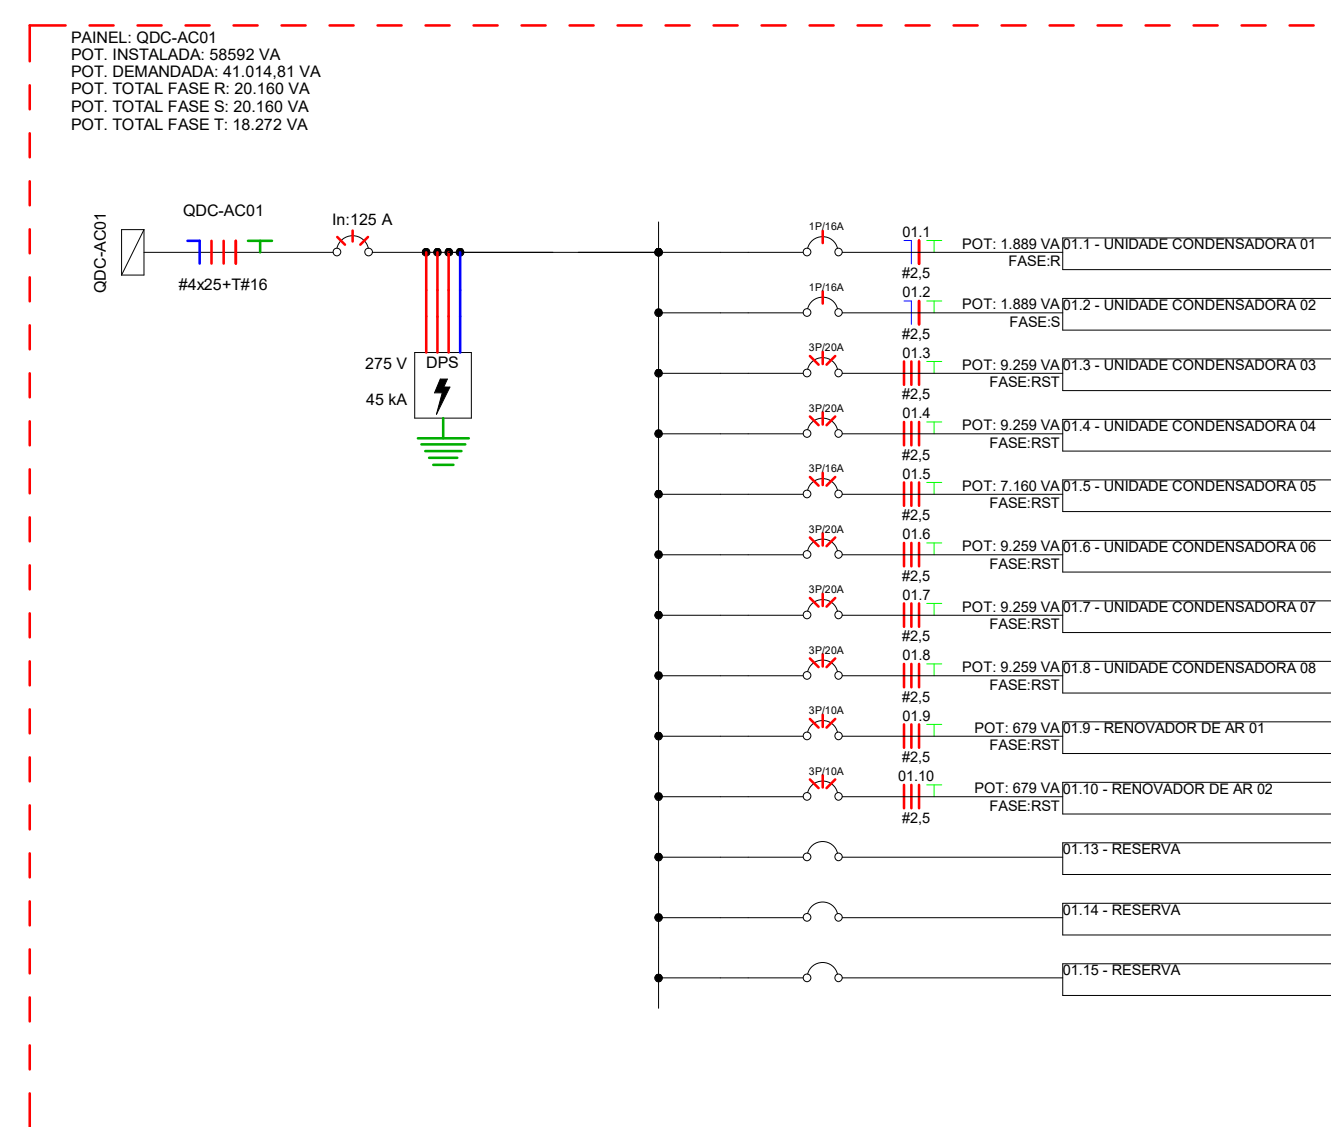 PAINEL: QDC-AC01
POT. INSTALADA: 58592 VA
POT. DEMANDADA: 41.014,81 VA
POT. TOTAL FASE R: 20.160 VA
POT. TOTAL FASE S: 20.160 VA
POT. TOTAL FASE T: 18.272 VA
QDC-AC01
QDC-AC01
#4x25+T#16
In:125 A
275 V
45 kA
DPS
1P/16A
01.1
#2,5
POT: 1.889 VA
FASE:R
01.1 - UNIDADE CONDENSADORA 01
1P/16A
01.2
#2,5
POT: 1.889 VA
FASE:S
01.2 - UNIDADE CONDENSADORA 02
3P/20A
01.3
#2,5
POT: 9.259 VA
FASE:RST
01.3 - UNIDADE CONDENSADORA 03
3P/20A
01.4
#2,5
POT: 9.259 VA
FASE:RST
01.4 - UNIDADE CONDENSADORA 04
3P/16A
01.5
#2,5
POT: 7.160 VA
FASE:RST
01.5 - UNIDADE CONDENSADORA 05
3P/20A
01.6
#2,5
POT: 9.259 VA
FASE:RST
01.6 - UNIDADE CONDENSADORA 06
3P/20A
01.7
#2,5
POT: 9.259 VA
FASE:RST
01.7 - UNIDADE CONDENSADORA 07
3P/20A
01.8
#2,5
POT: 9.259 VA
FASE:RST
01.8 - UNIDADE CONDENSADORA 08
3P/10A
01.9
#2,5
POT: 679 VA
FASE:RST
01.9 - RENOVADOR DE AR 01
3P/10A
01.10
#2,5
POT: 679 VA
FASE:RST
01.10 - RENOVADOR DE AR 02
01.13 - RESERVA
01.14 - RESERVA
01.15 - RESERVA